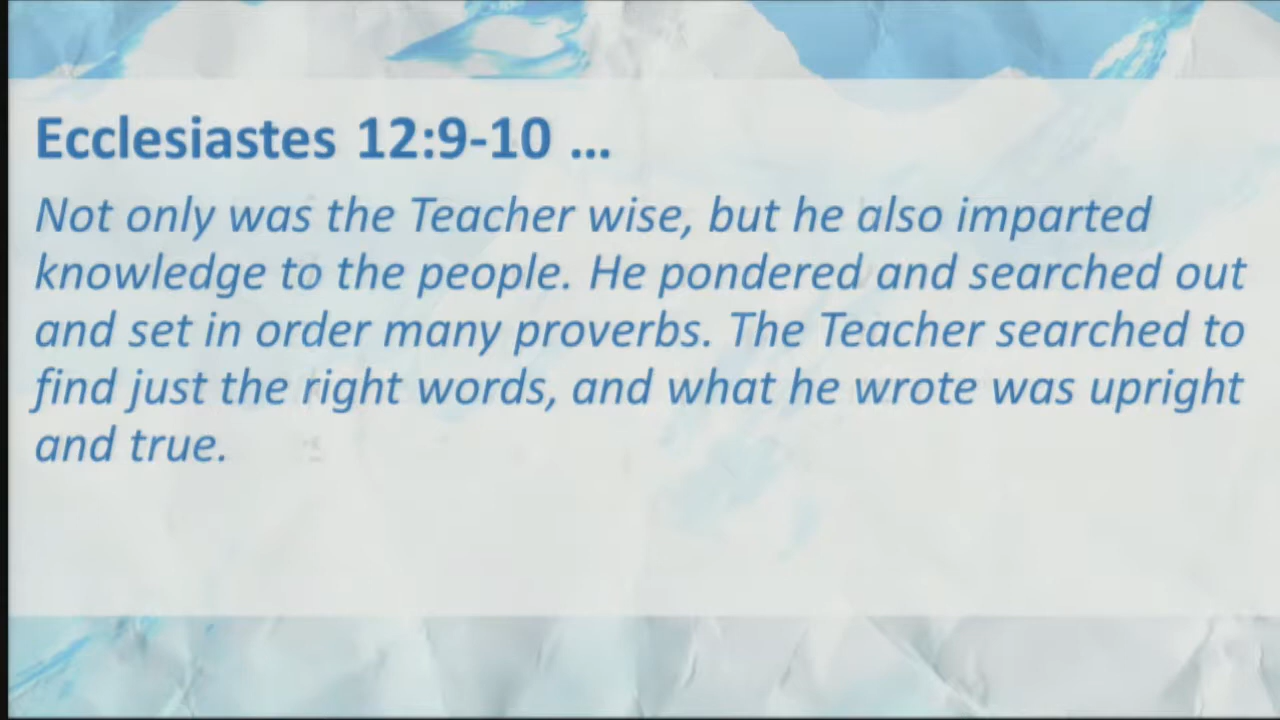 Ecclesiastes 12:9-10 ...
Not only was the Teacher wise, but he also imparted
knowledge to the people. He pondered and searched out
and set in order many proverbs. The Teacher searched to
find just the right words, and what he wrote was upright
and true.